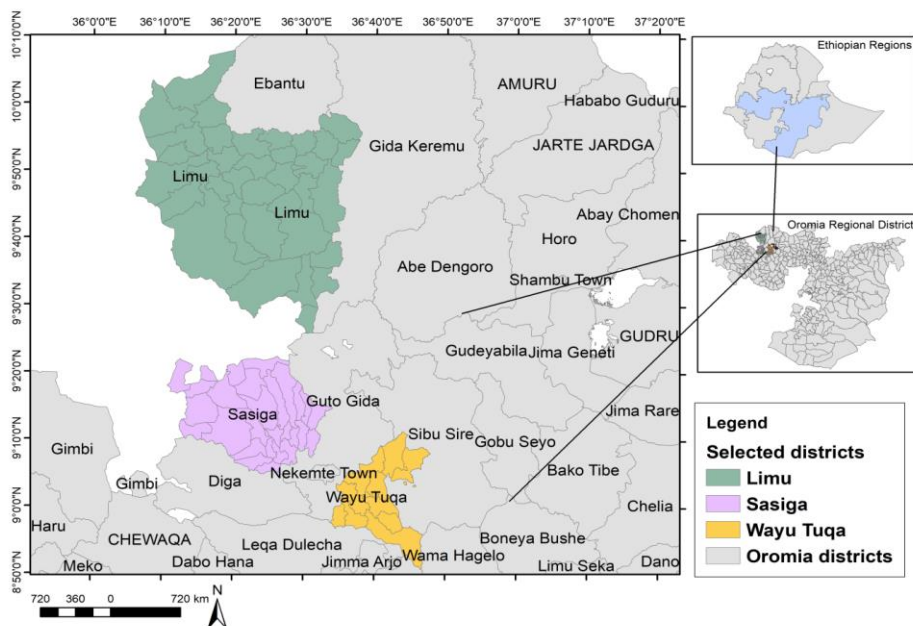 36°0'0"E 36°10'0"E 36°20'0"E 36°30'0"E 36°40'0"E 36°50'0"E 37°0'0"E 37°10'0"E 37°20'0"E
10°10'0"N
10°0'0"N
9°50'0"N
9°40'0"N
9°30'0"N
9°20'0"N
9°10'0"N
9°0'0"N
8°50'0"N
Ebantu
AMURU
Hababo Guduru
Gida Keremu
JARTE JARDGA
Limu
Limu
Abay Chomen
Horo
Abe Dengoro
Shambu Town
GUDRU
Gudeyabila
Jima Geneti
Sasiga
Guto Gida
Jima Rare
Sibu Sire
Gobu Seyo
Gimbi
Nekemte Town
Bako Tibe
Gimbi
Diga
Wayu Tuqa
Chelia
Haru
CHEWAQA
Leqa Dulecha
Boneya Bushe
Meko
Dabo Hana
Jimma Arjo
Wama Hagelo
Limu Seka
Dano
720 360 0 720 km
N
Ethiopian Regions
Oromia Regional District
Legend
Selected districts
Limu
Sasiga
Wayu Tuqa
Oromia districts